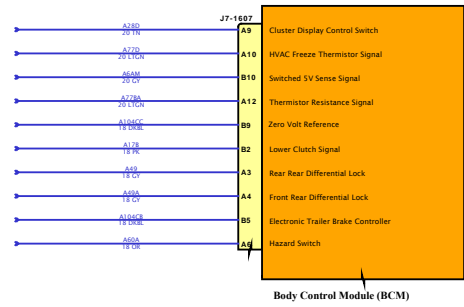 J7-1607
A28D
20 TN
A9
Cluster Display Control Switch
A77D
20 LTGN
A10
HVAC Freeze Thermistor Signal
A6AM
20 GY
B10
Switched 5V Sense Signal
A77BA
20 LTGN
A12
Thermistor Resistance Signal
A104CC
18 DKBL
B9
Zero Volt Reference
A17B
18 PK
B2
Lower Clutch Signal
A49
18 GY
A3
Rear Rear Differential Lock
A49A
18 GY
A4
Front Rear Differential Lock
A104CB
18 DKBL
B5
Electronic Trailer Brake Controller
A60A
18 OR
A6
Hazard Switch
Body Control Module (BCM)